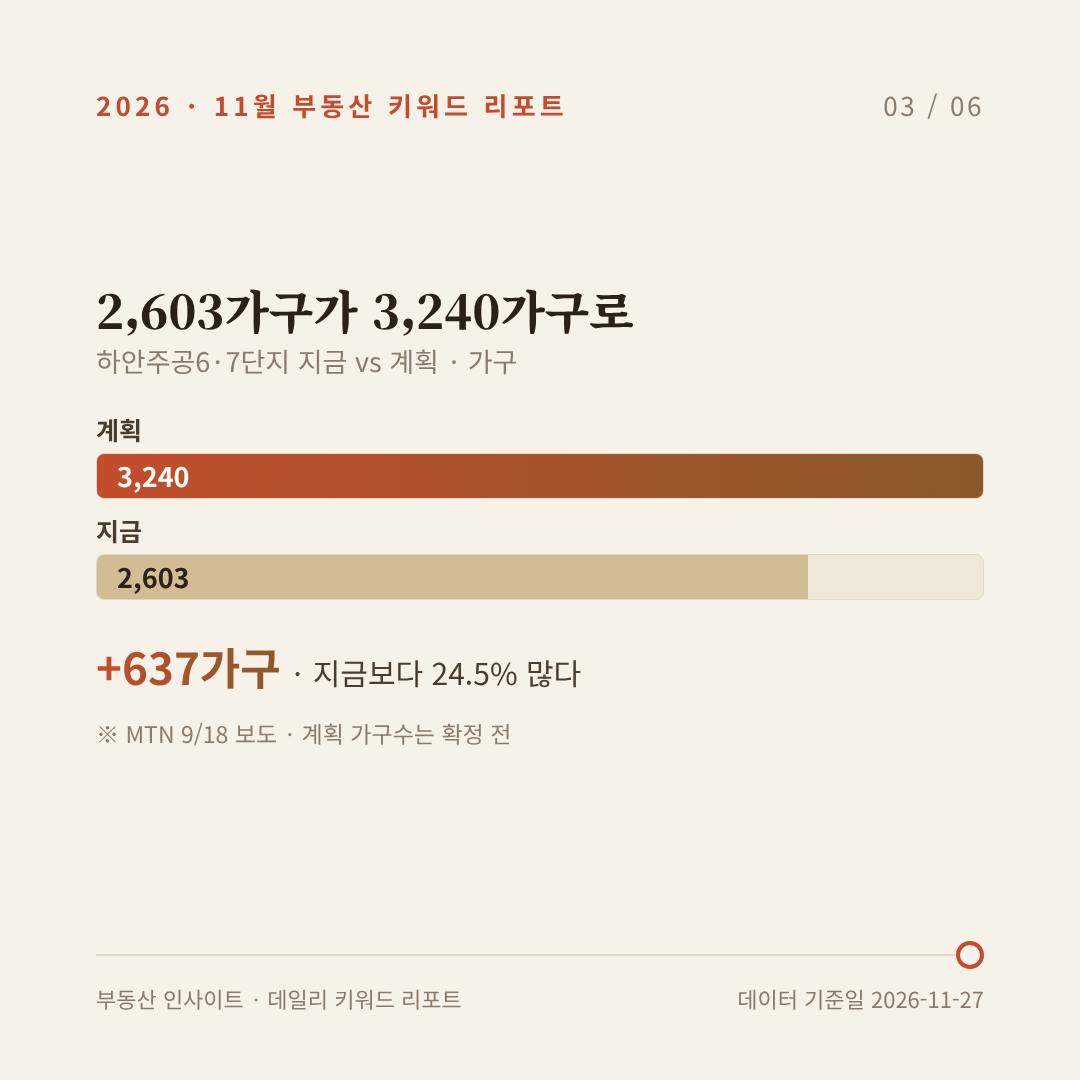 2026 · 11월 부동산 키워드 리포트
03 / 06
2,603가구가 3,240가구로
하안주공6·7단지 지금 vs 계획 · 가구
계획
3,240
지금
2,603
+637가구 · 지금보다 24.5% 많다
※ MTN 9/18 보도 · 계획 가구수는 확정 전
부동산 인사이트 · 데일리 키워드 리포트
데이터 기준일 2026-11-27